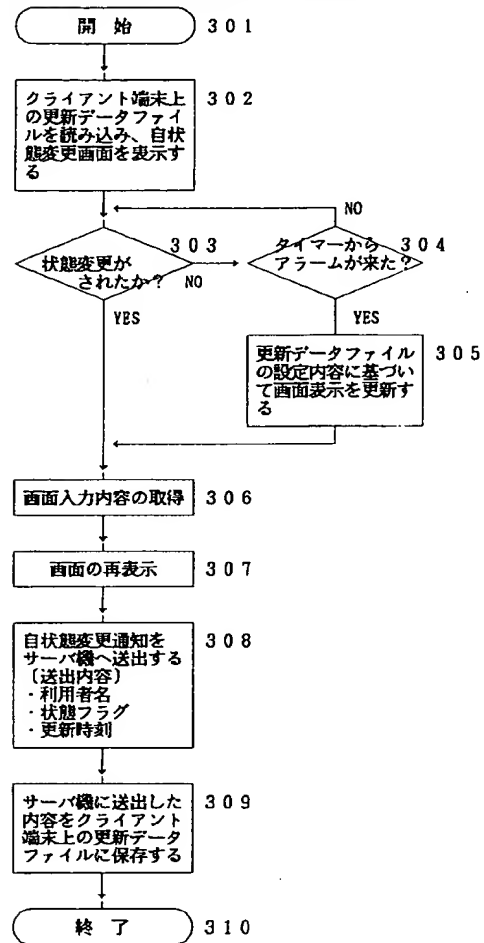 開 始 301
クライアント端末上 302
の更新データファイ
ルを読み込み、自状
態変更画面を表示す
る
NO
303 タイマーから 304
状態変更が アラームが来た？
されたか？ NO
YES YES
更新データファイル 305
の設定内容に基づい
て画面表示を更新す
る
画面入力内容の取得 306
画面の再表示 307
自状態変更通知を 308
サーバ機へ送出する
〔送出内容〕
・利用者名
・状態フラグ
・更新時刻
サーバ機に送出した 309
内容をクライアント
端末上の更新データ
ファイルに保存する
終 了 310